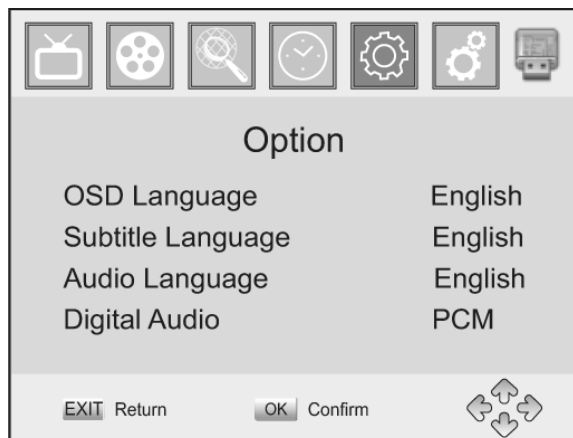 Option
OSD Language English
Subtitle Language English
Audio Language English
Digital Audio PCM
EXIT Return OK Confirm